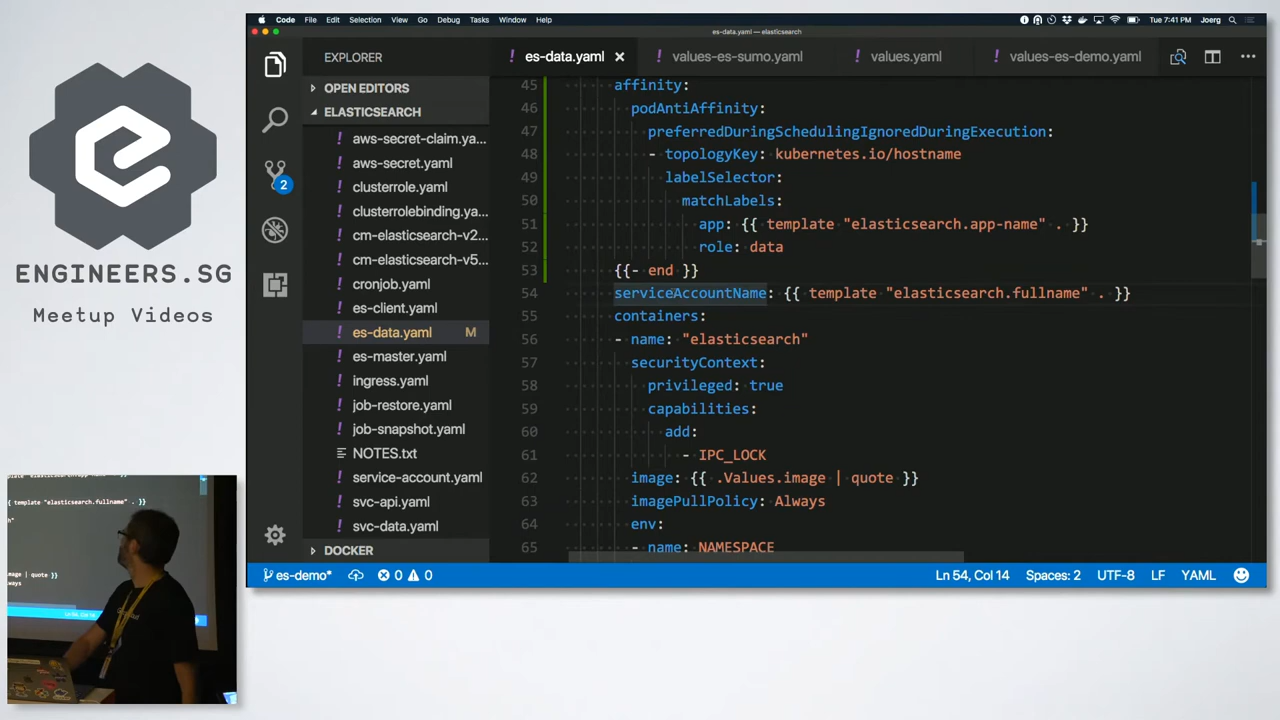 Code File Edit Selection View Go Debug Tasks Window Help
Tue 7:41 PM Joerg
es-data.yaml — elasticsearch
EXPLORER
OPEN EDITORS
ELASTICSEARCH
aws-secret-claim.ya...
aws-secret.yaml
clusterrole.yaml
clusterrolebinding.ya...
cm-elasticsearch-v2...
cm-elasticsearch-v5...
cronjob.yaml
es-client.yaml
es-data.yaml M
es-master.yaml
ingress.yaml
job-restore.yaml
job-snapshot.yaml
NOTES.txt
service-account.yaml
svc-api.yaml
svc-data.yaml
DOCKER
2
es-data.yaml values-es-sumo.yaml values.yaml values-es-demo.yaml
45 affinity:
46 podAntiAffinity:
47 preferredDuringSchedulingIgnoredDuringExecution:
48 - topologyKey: kubernetes.io/hostname
49 labelSelector:
50 matchLabels:
51 app: {{ template "elasticsearch.app-name" . }}
52 role: data
53 {{- end }}
54 serviceAccountName: {{ template "elasticsearch.fullname" . }}
55 containers:
56 - name: "elasticsearch"
57 securityContext:
58 privileged: true
59 capabilities:
60 add:
61 - IPC_LOCK
62 image: {{ .Values.image | quote }}
63 imagePullPolicy: Always
64 env:
65 - name: NAMESPACE
es-demo* 0 0 Ln 54, Col 14 Spaces: 2 UTF-8 LF YAML
ENGINEERS.SG
Meetup Videos
{ template "elasticsearch.fullname" . }}